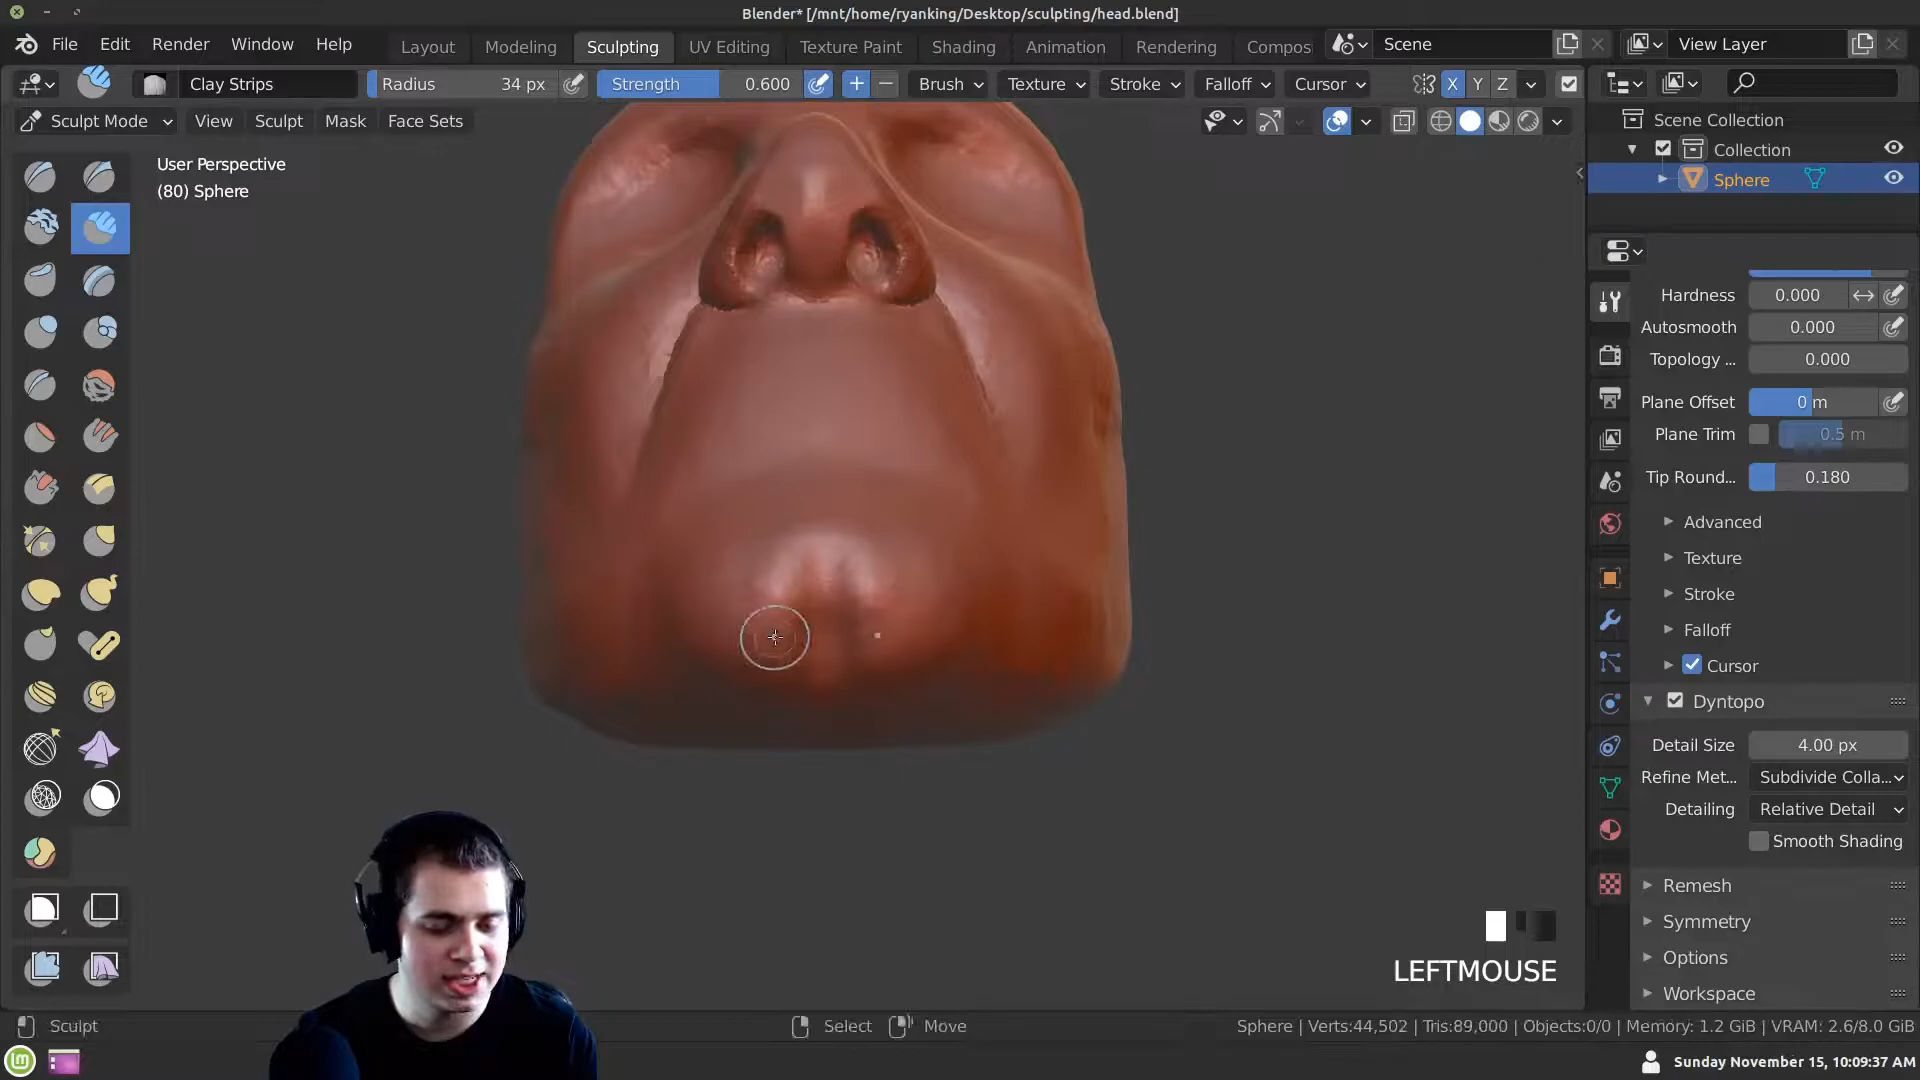 Blender* [/mnt/home/ryanking/Desktop/sculpting/head.blend]
File Edit Render Window Help Layout Modeling Sculpting UV Editing Texture Paint Shading Animation Rendering Compos Scene View Layer
Clay Strips Radius 34 px Strength 0.600 Brush Texture Stroke Falloff Cursor X Y Z
Sculpt Mode View Sculpt Mask Face Sets
User Perspective
(80) Sphere
Scene Collection
Collection
Sphere
Hardness 0.000
Autosmooth 0.000
Topology ... 0.000
Plane Offset 0 m
Plane Trim 0.5 m
Tip Round... 0.180
Advanced
Texture
Stroke
Falloff
Cursor
Dyntopo
Detail Size 4.00 px
Refine Met... Subdivide Colla...
Detailing Relative Detail
Smooth Shading
Remesh
Symmetry
Options
Workspace
LEFTMOUSE
Sculpt Select Move Sphere | Verts:44,502 | Tris:89,000 | Objects:0/0 | Memory: 1.2 GiB | VRAM: 2.6/8.0 GiB
Sunday November 15, 10:09:37 AM